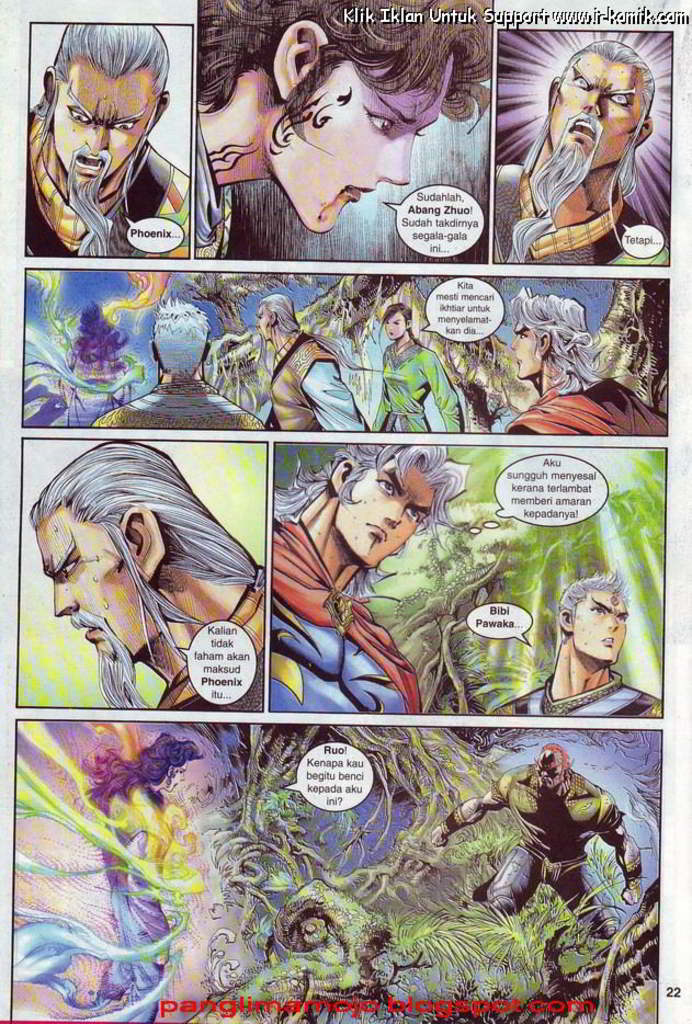 Klik Iklan Untuk Support www.ir-komik.com
Phoenix...
Sudahlah,
Abang Zhuo!
Sudah takdirnya
segala-gala
ini...
Tetapi...
Kita
mesti mencari
ikhtiar untuk
menyelamat-
kan dia...
Kalian
tidak
faham akan
maksud
Phoenix
itu...
Aku
sungguh menyesal
kerana terlambat
memberi amaran
kepadanya!
Bibi
Pawaka...
Ruo!
Kenapa kau
begitu benci
kepada aku
ini?
22
panglimamojo.blogspot.com